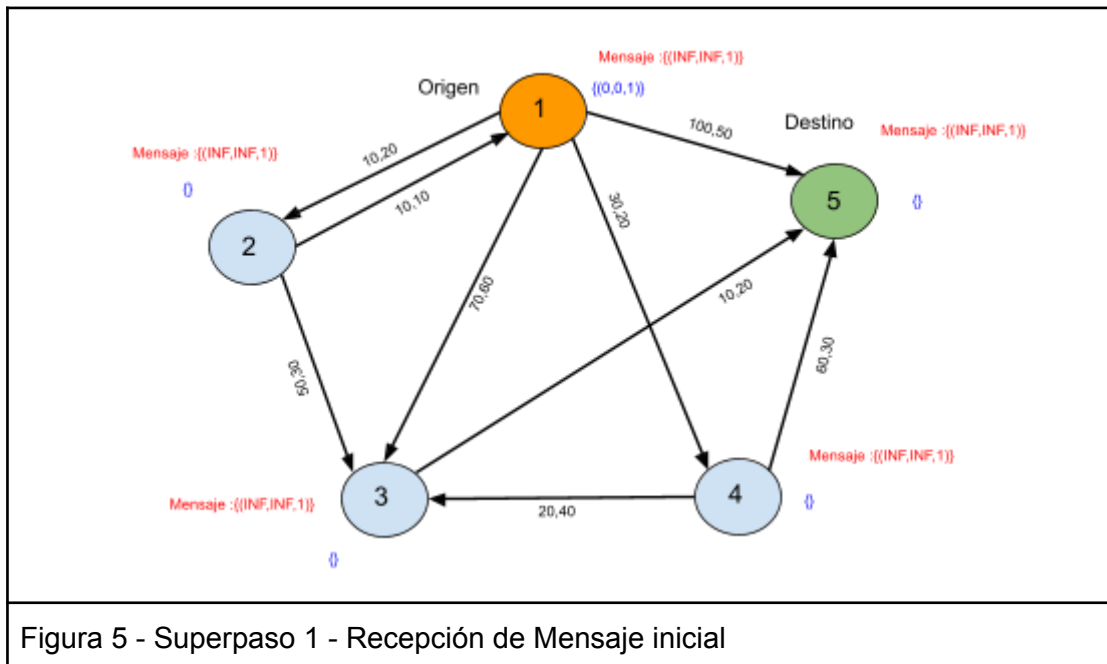 Mensaje :{(INF,INF,1)}
Origen
{(0,0,1)}
1
100,50
Destino
Mensaje :{(INF,INF,1)}
Mensaje :{(INF,INF,1)}
10,20
{}
10,10
30,20
5
{}
2
70,60
10,20
50,30
60,30
Mensaje :{(INF,INF,1)}
Mensaje :{(INF,INF,1)}
3
4
20,40
{}
{}
Figura 5 - Superpaso 1 - Recepción de Mensaje inicial